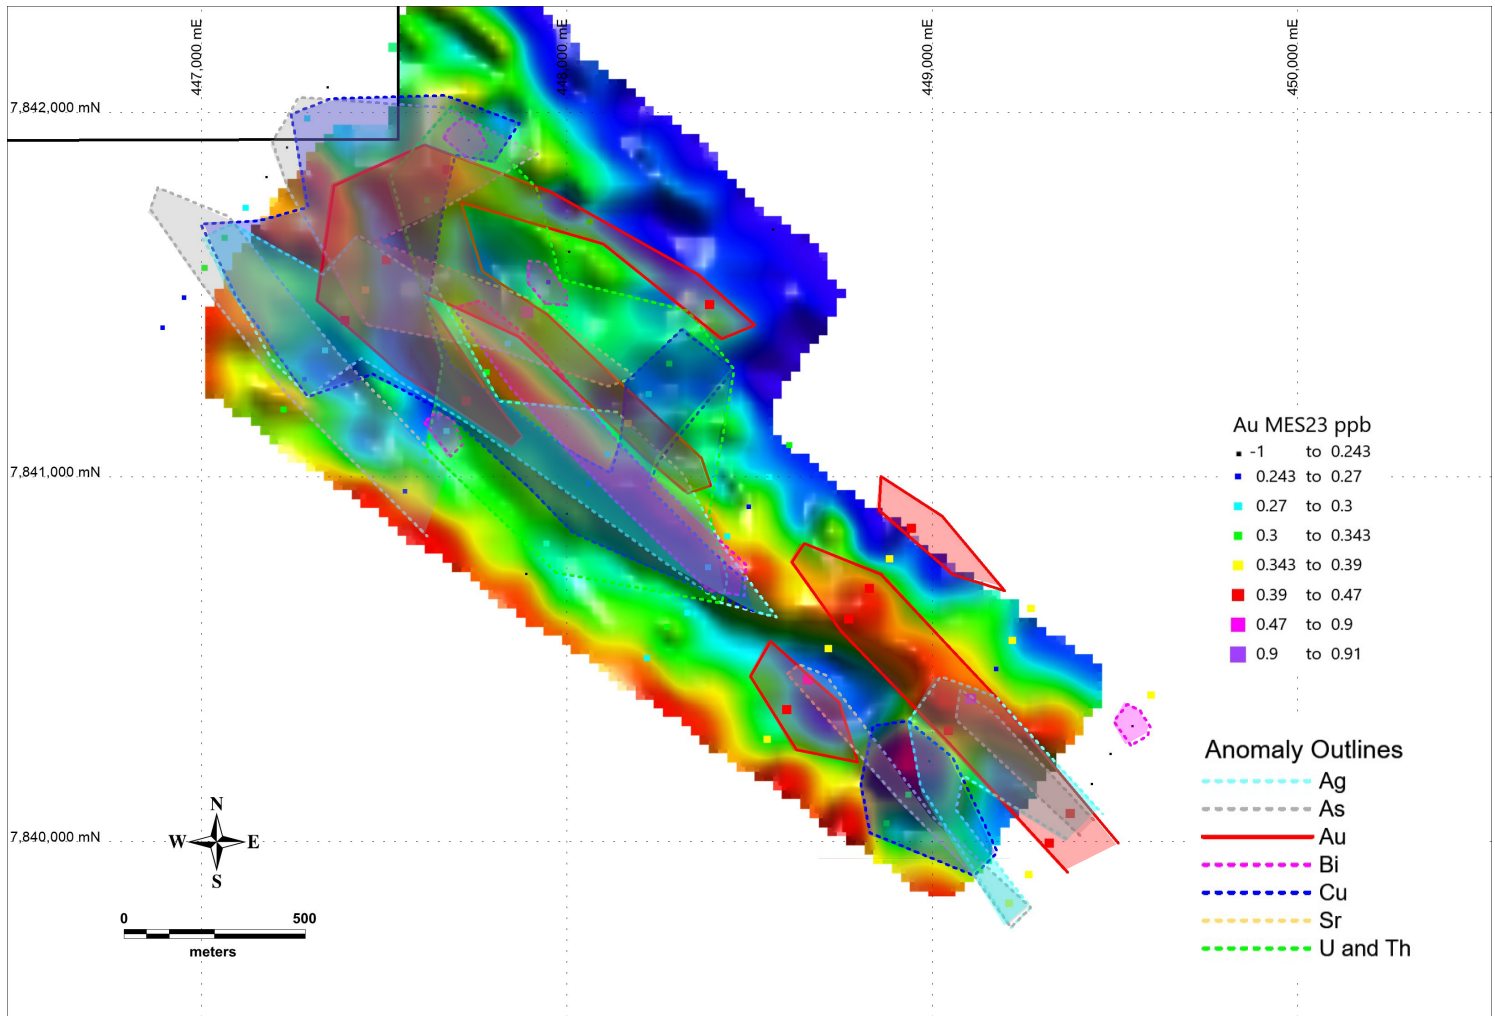 447,000 mE
448,000 mE
449,000 mE
450,000 mE
7,842,000 mN
7,841,000 mN
7,840,000 mN
Au MES23 ppb
-1 to 0.243
0.243 to 0.27
0.27 to 0.3
0.3 to 0.343
0.343 to 0.39
0.39 to 0.47
0.47 to 0.9
0.9 to 0.91
Anomaly Outlines
Ag
As
Au
Bi
Cu
Sr
U and Th
N
W E
S
0 500
meters